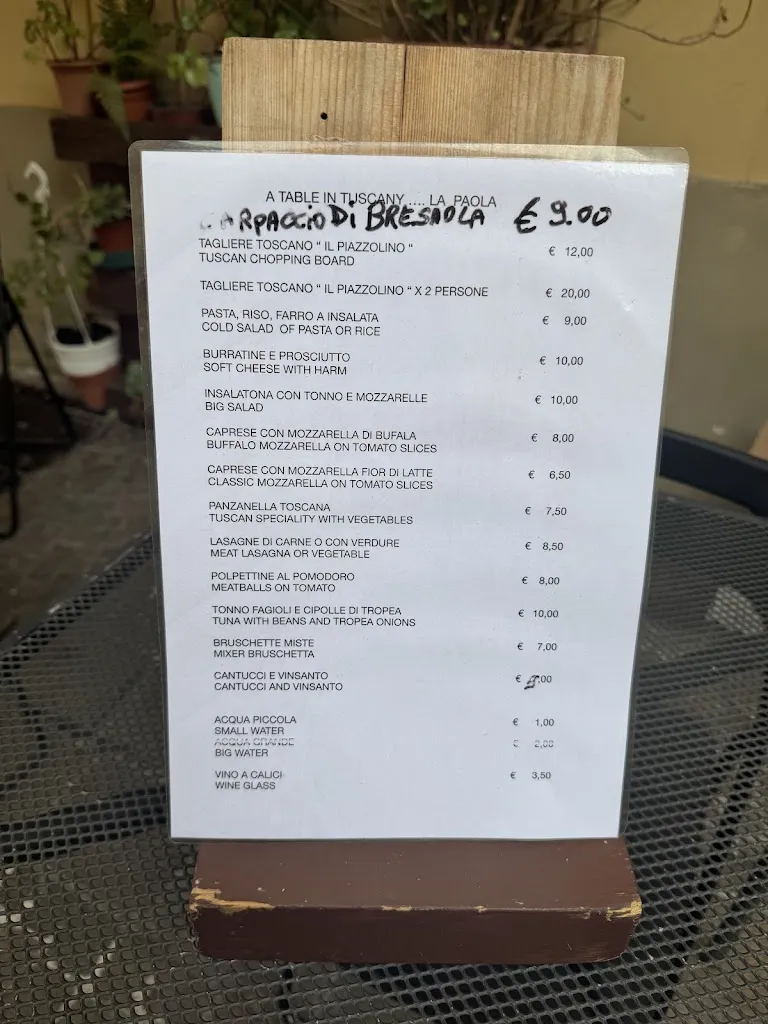 A TABLE IN TUSCANY .... LA PAOLA
CARPACCIO Di BRESAOLA € 9.00
TAGLIERE TOSCANO “ IL PIAZZOLINO “ € 12,00
TUSCAN CHOPPING BOARD
TAGLIERE TOSCANO “ IL PIAZZOLINO “ X 2 PERSONE € 20,00
PASTA, RISO, FARRO A INSALATA € 9,00
COLD SALAD OF PASTA OR RICE
BURRATINE E PROSCIUTTO € 10,00
SOFT CHEESE WITH HARM
INSALATONA CON TONNO E MOZZARELLE € 10,00
BIG SALAD
CAPRESE CON MOZZARELLA DI BUFALA € 8,00
BUFFALO MOZZARELLA ON TOMATO SLICES
CAPRESE CON MOZZARELLA FIOR DI LATTE € 6,50
CLASSIC MOZZARELLA ON TOMATO SLICES
PANZANELLA TOSCANA € 7,50
TUSCAN SPECIALITY WITH VEGETABLES
LASAGNE DI CARNE O CON VERDURE € 8,50
MEAT LASAGNA OR VEGETABLE
POLPETTINE AL POMODORO € 8,00
MEATBALLS ON TOMATO
TONNO FAGIOLI E CIPOLLE DI TROPEA € 10,00
TUNA WITH BEANS AND TROPEA ONIONS
BRUSCHETTE MISTE € 7,00
MIXER BRUSCHETTA
CANTUCCI E VINSANTO € ,00
CANTUCCI AND VINSANTO
ACQUA PICCOLA € 1,00
SMALL WATER
ACQUA GRANDE € 2,00
BIG WATER
VINO A CALICI € 3,50
WINE GLASS